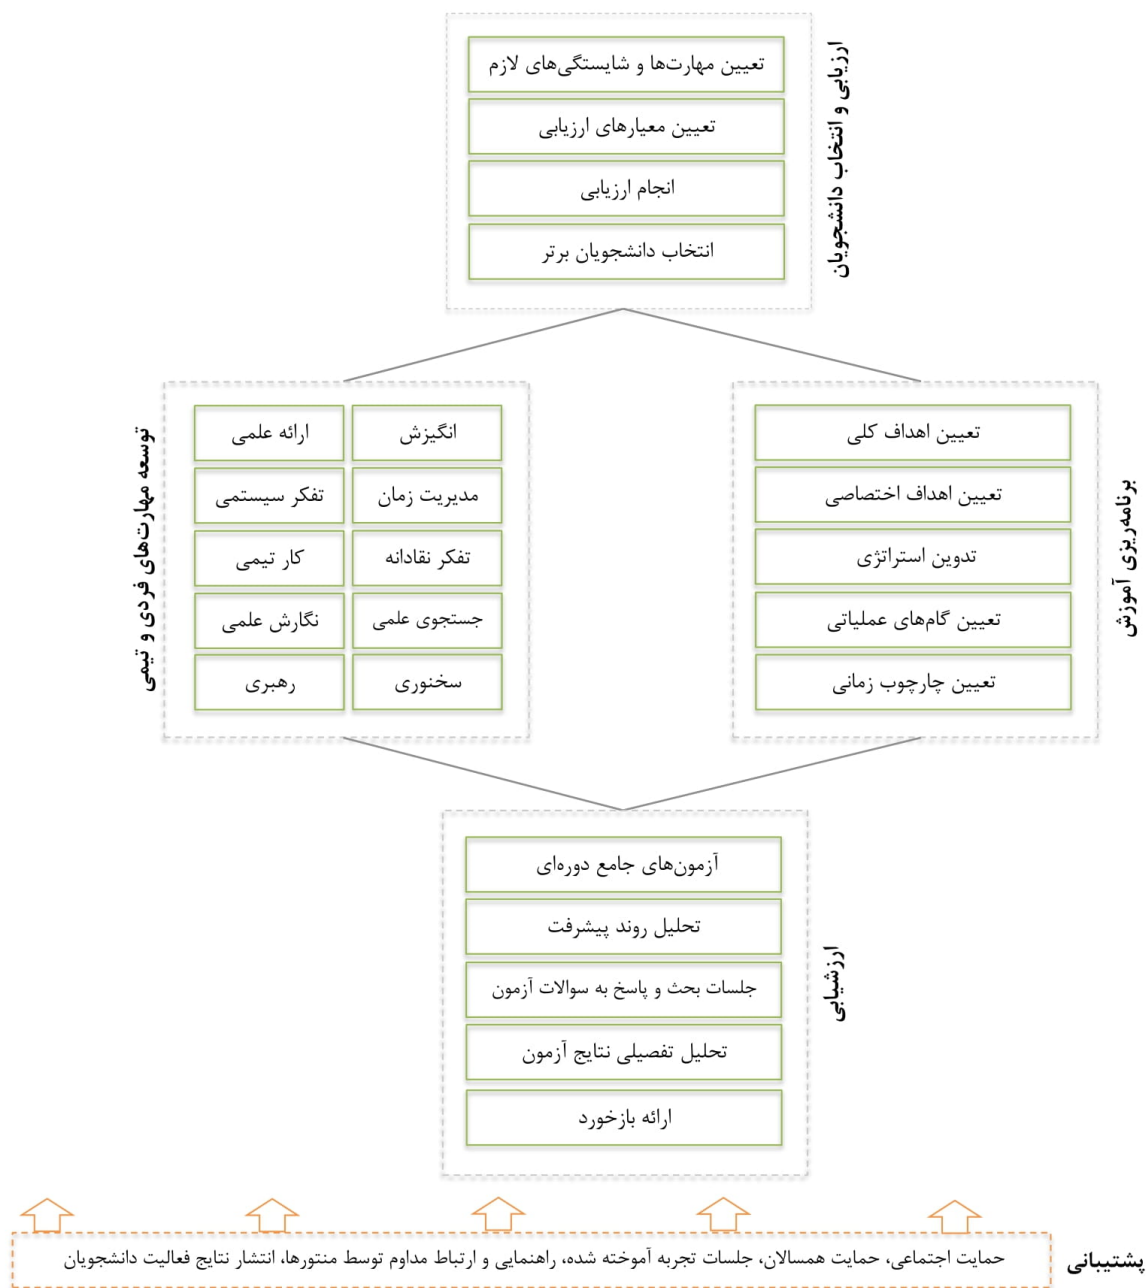 ارزیابی و انتخاب دانشجویان
تعیین مهارت‌ها و شایستگی‌های لازم
تعیین معیارهای ارزیابی
انجام ارزیابی
انتخاب دانشجویان برتر
برنامه‌ریزی آموزش
تعیین اهداف کلی
تعیین اهداف اختصاصی
تدوین استراتژی
تعیین گام‌های عملیاتی
تعیین چارچوب زمانی
توسعه مهارت‌های فردی و تیمی
انگیزش
ارائه علمی
مدیریت زمان
تفکر سیستمی
تفکر نقادانه
کار تیمی
جستجوی علمی
نگارش علمی
سخنوری
رهبری
ارزشیابی
آزمون‌های جامع دوره‌ای
تحلیل روند پیشرفت
جلسات بحث و پاسخ به سوالات آزمون
تحلیل تفصیلی نتایج آزمون
ارائه بازخورد
پشتیبانی
حمایت اجتماعی، حمایت همسالان، جلسات تجربه آموخته شده، راهنمایی و ارتباط مداوم توسط منتورها، انتشار نتایج فعالیت دانشجویان